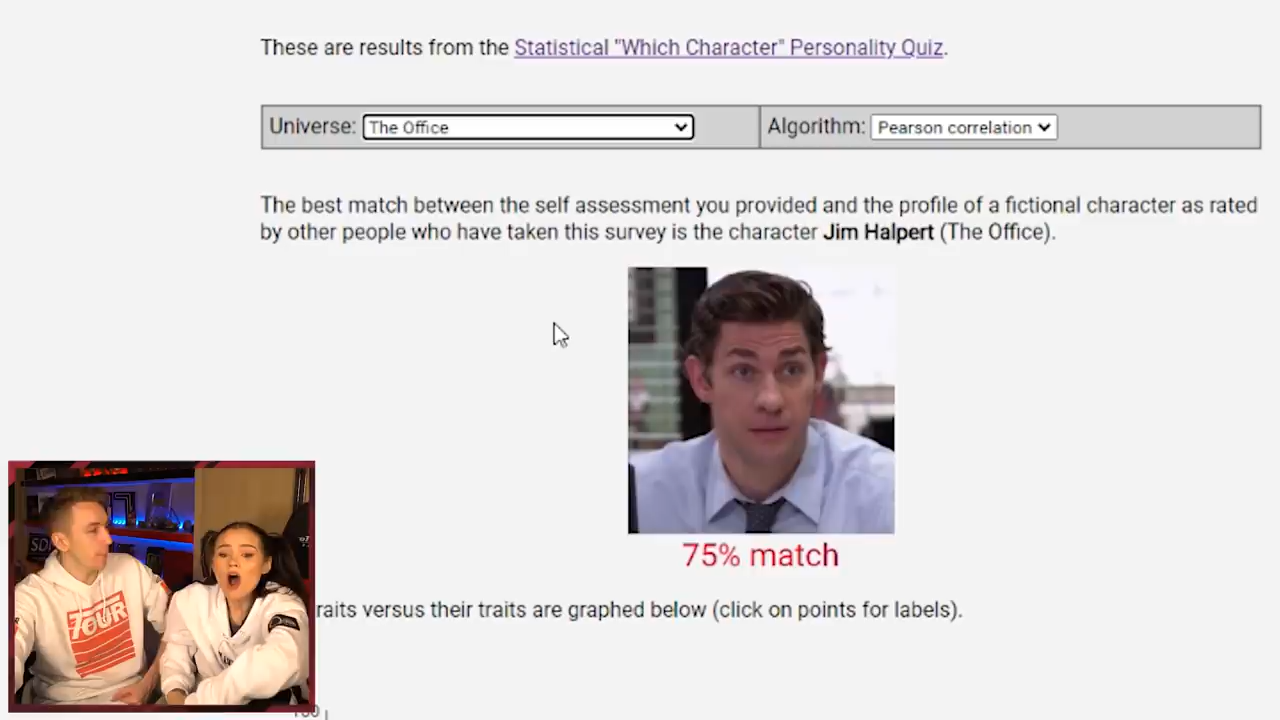 These are results from the Statistical "Which Character" Personality Quiz.
Universe: The Office Algorithm: Pearson correlation
The best match between the self assessment you provided and the profile of a fictional character as rated
by other people who have taken this survey is the character Jim Halpert (The Office).
75% match
raits versus their traits are graphed below (click on points for labels).
SD
7OUR